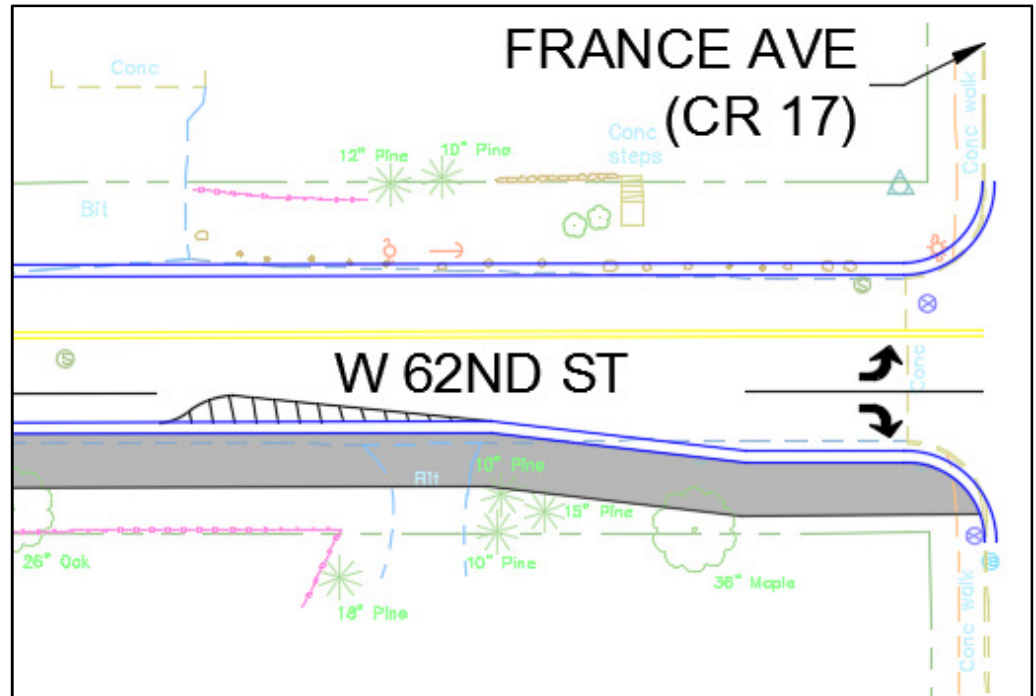 FRANCE AVE
(CR 17)
Conc
Conc walk
12" Pine
10" Pine
Conc
steps
Bit
S
S
W 62ND ST
Conc
10" Pine
Bit
15" Pine
26" Oak
10" Pine
36" Maple
18" Pine
Conc walk